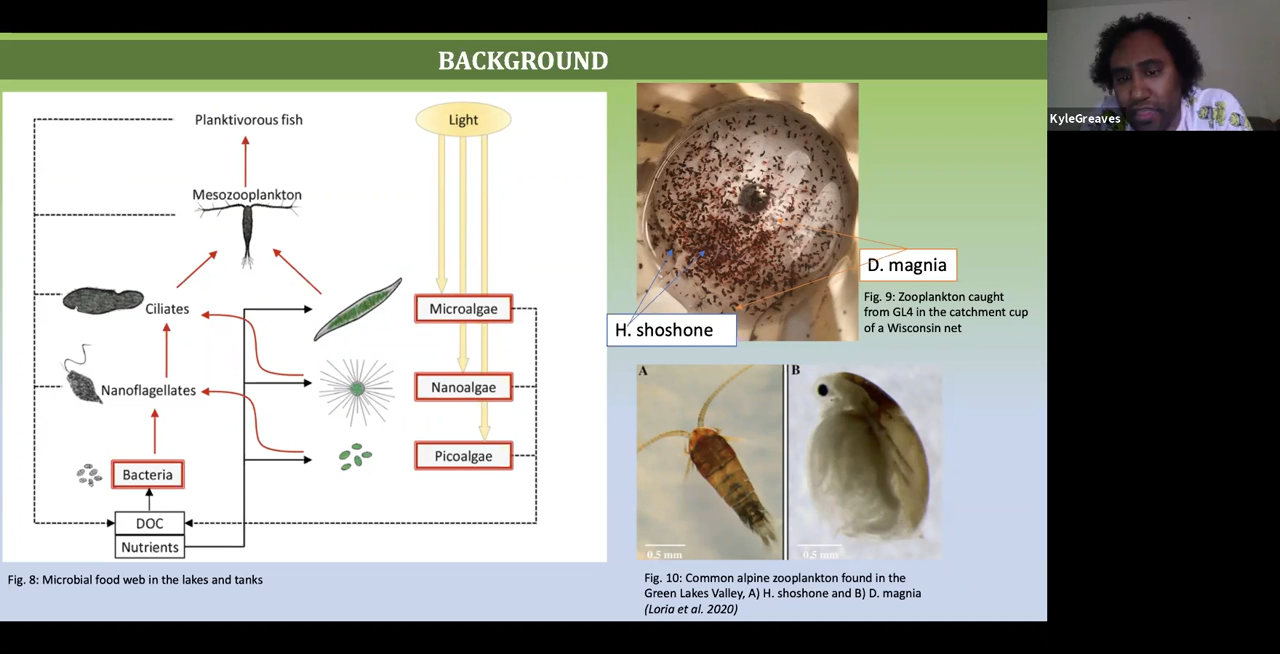 BACKGROUND
KyleGreaves
Planktivorous fish
Light
Mesozooplankton
Ciliates
Microalgae
Nanoflagellates
Nanoalgae
Picoalgae
Bacteria
DOC
Nutrients
Fig. 8: Microbial food web in the lakes and tanks
D. magnia
H. shoshone
Fig. 9: Zooplankton caught
from GL4 in the catchment cup
of a Wisconsin net
A
B
0.5 mm
0.5 mm
Fig. 10: Common alpine zooplankton found in the
Green Lakes Valley, A) H. shoshone and B) D. magnia
(Loria et al. 2020)